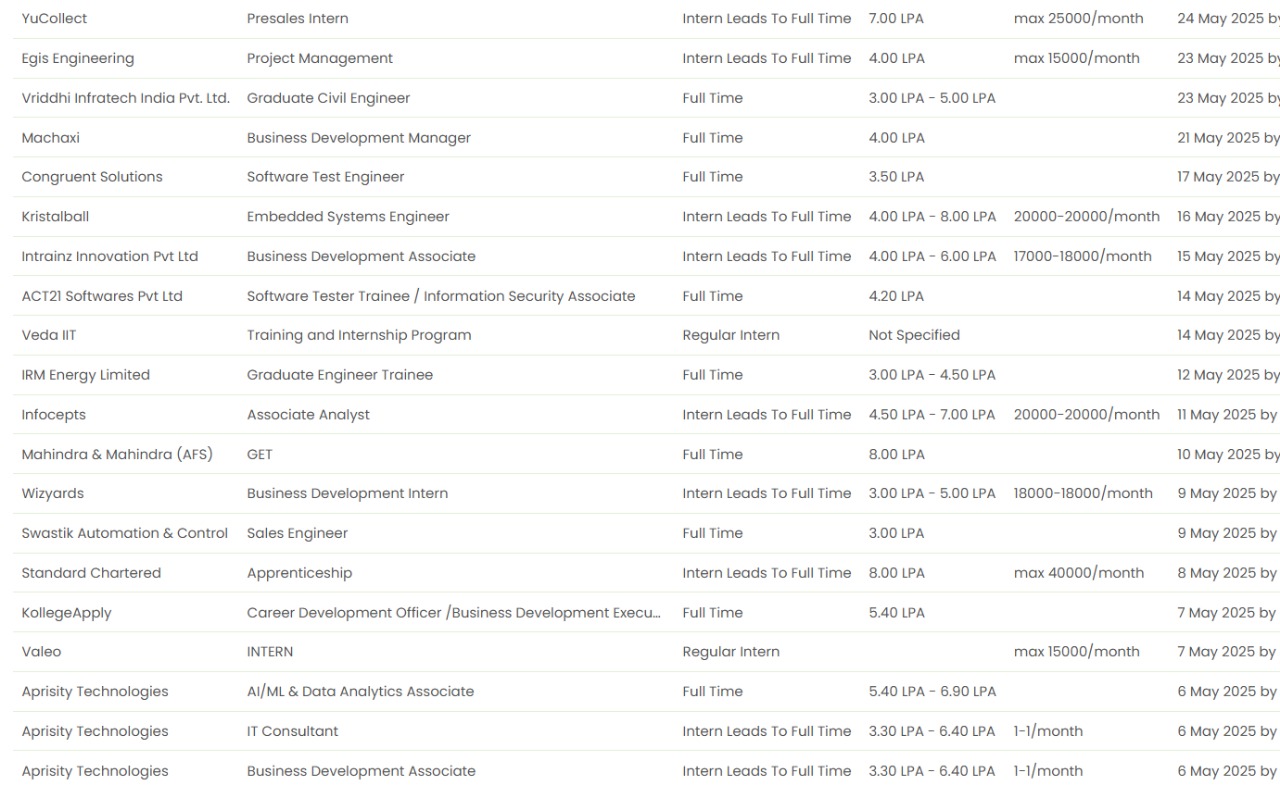 YuCollect Presales Intern Intern Leads To Full Time 7.00 LPA max 25000/month 24 May 2025 by
Egis Engineering Project Management Intern Leads To Full Time 4.00 LPA max 15000/month 23 May 2025 by
Vriddhi Infratech India Pvt. Ltd. Graduate Civil Engineer Full Time 3.00 LPA - 5.00 LPA 23 May 2025 by
Machaxi Business Development Manager Full Time 4.00 LPA 21 May 2025 by
Congruent Solutions Software Test Engineer Full Time 3.50 LPA 17 May 2025 by
Kristalball Embedded Systems Engineer Intern Leads To Full Time 4.00 LPA - 8.00 LPA 20000-20000/month 16 May 2025 by
Intrainz Innovation Pvt Ltd Business Development Associate Intern Leads To Full Time 4.00 LPA - 6.00 LPA 17000-18000/month 15 May 2025 by
ACT21 Softwares Pvt Ltd Software Tester Trainee / Information Security Associate Full Time 4.20 LPA 14 May 2025 by
Veda IIT Training and Internship Program Regular Intern Not Specified 14 May 2025 by
IRM Energy Limited Graduate Engineer Trainee Full Time 3.00 LPA - 4.50 LPA 12 May 2025 by
Infocepts Associate Analyst Intern Leads To Full Time 4.50 LPA - 7.00 LPA 20000-20000/month 11 May 2025 by
Mahindra & Mahindra (AFS) GET Full Time 8.00 LPA 10 May 2025 by
Wizyards Business Development Intern Intern Leads To Full Time 3.00 LPA - 5.00 LPA 18000-18000/month 9 May 2025 by
Swastik Automation & Control Sales Engineer Full Time 3.00 LPA 9 May 2025 by
Standard Chartered Apprenticeship Intern Leads To Full Time 8.00 LPA max 40000/month 8 May 2025 by
KollegeApply Career Development Officer /Business Development Execu... Full Time 5.40 LPA 7 May 2025 by
Valeo INTERN Regular Intern max 15000/month 7 May 2025 by
Aprisity Technologies AI/ML & Data Analytics Associate Full Time 5.40 LPA - 6.90 LPA 6 May 2025 by
Aprisity Technologies IT Consultant Intern Leads To Full Time 3.30 LPA - 6.40 LPA 1-1/month 6 May 2025 by
Aprisity Technologies Business Development Associate Intern Leads To Full Time 3.30 LPA - 6.40 LPA 1-1/month 6 May 2025 by